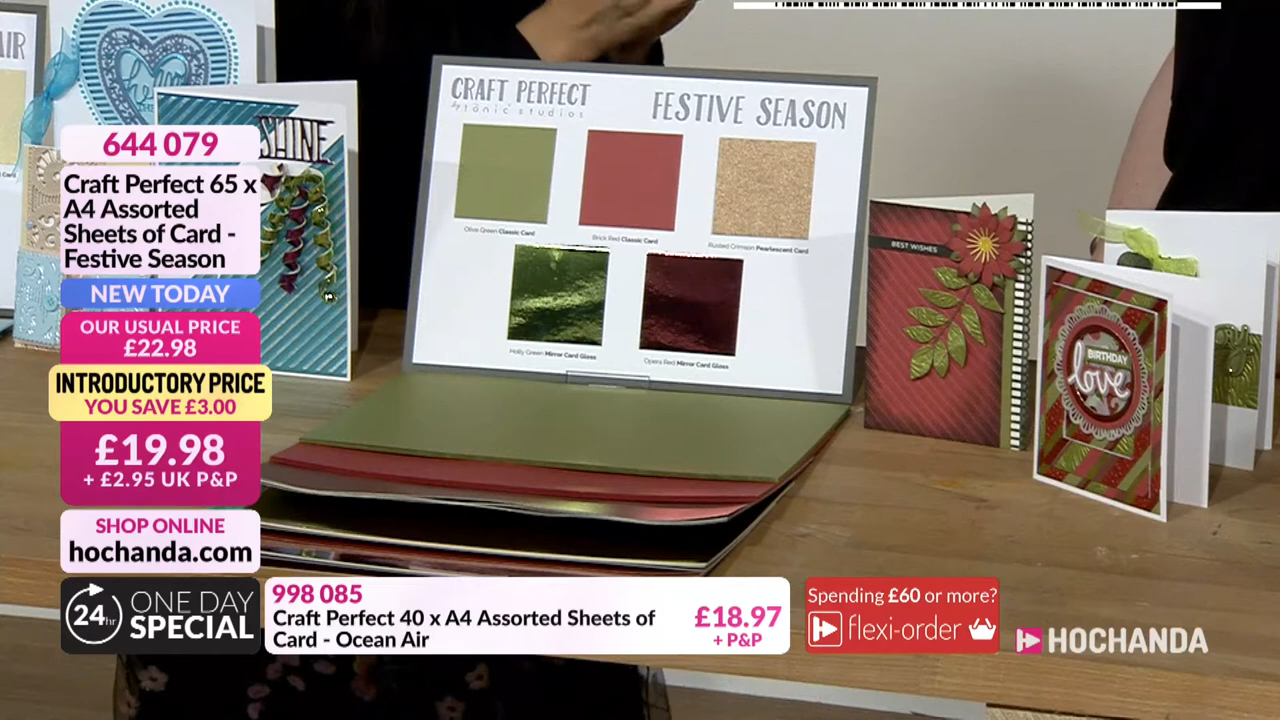 AIR
CRAFT PERFECT
by tonic studios
FESTIVE SEASON
Olive Green Classic Card
Brick Red Classic Card
Rusted Crimson Pearlescent Card
Holly Green Mirror Card Gloss
Opera Red Mirror Card Gloss
SHINE
BEST WISHES
BIRTHDAY
love
644 079
Craft Perfect 65 x
A4 Assorted
Sheets of Card -
Festive Season
NEW TODAY
OUR USUAL PRICE
£22.98
INTRODUCTORY PRICE
YOU SAVE £3.00
£19.98
+ £2.95 UK P&P
SHOP ONLINE
hochanda.com
24hr
ONE DAY
SPECIAL
998 085
Craft Perfect 40 x A4 Assorted Sheets of
Card - Ocean Air
£18.97
+ P&P
Spending £60 or more?
flexi-order
HOCHANDA